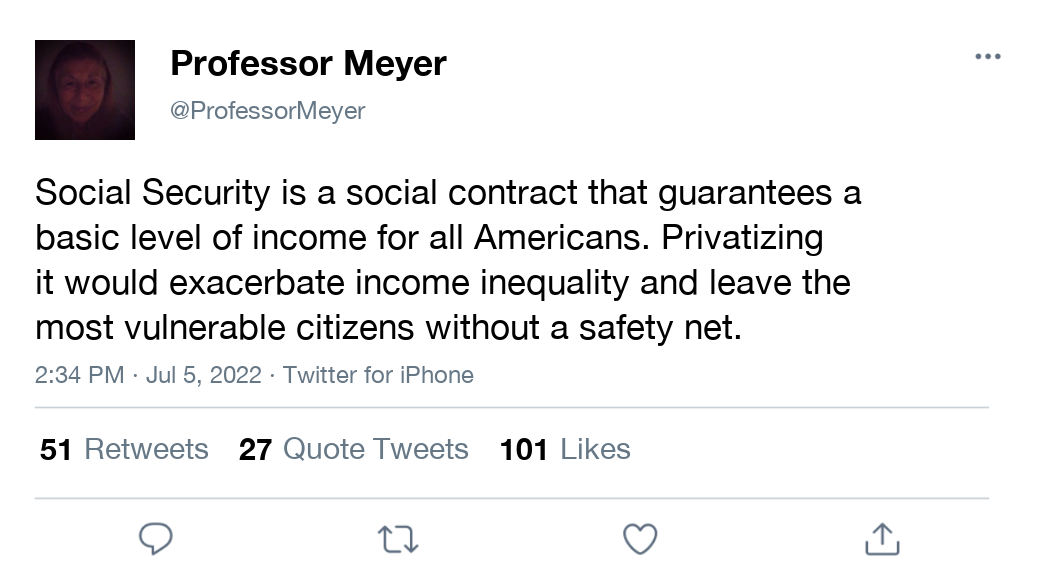 Professor Meyer
@ProfessorMeyer
Social Security is a social contract that guarantees a
basic level of income for all Americans. Privatizing
it would exacerbate income inequality and leave the
most vulnerable citizens without a safety net.
2:34 PM · Jul 5, 2022 · Twitter for iPhone
51 Retweets 27 Quote Tweets 101 Likes